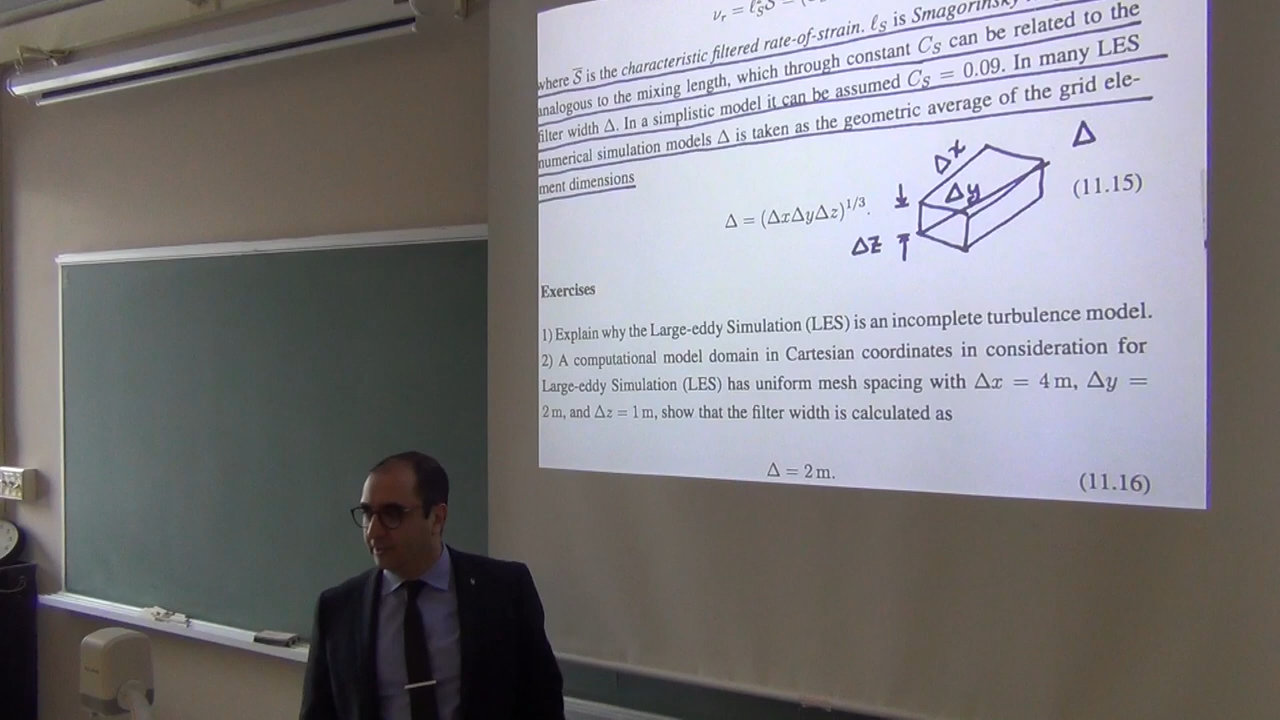 ν_r = ℓ_S² S̄ = (
where S̄ is the characteristic filtered rate-of-strain. ℓ_S is Smagorinsky
analogous to the mixing length, which through constant C_S can be related to the
filter width Δ. In a simplistic model it can be assumed C_S = 0.09. In many LES
numerical simulation models Δ is taken as the geometric average of the grid ele-
ment dimensions
Δ
Δx
Δy
Δ = (ΔxΔyΔz)^{1/3}.
(11.15)
Δz
Exercises
1) Explain why the Large-eddy Simulation (LES) is an incomplete turbulence model.
2) A computational model domain in Cartesian coordinates in consideration for
Large-eddy Simulation (LES) has uniform mesh spacing with Δx = 4 m, Δy =
2 m, and Δz = 1 m, show that the filter width is calculated as
Δ = 2 m.
(11.16)